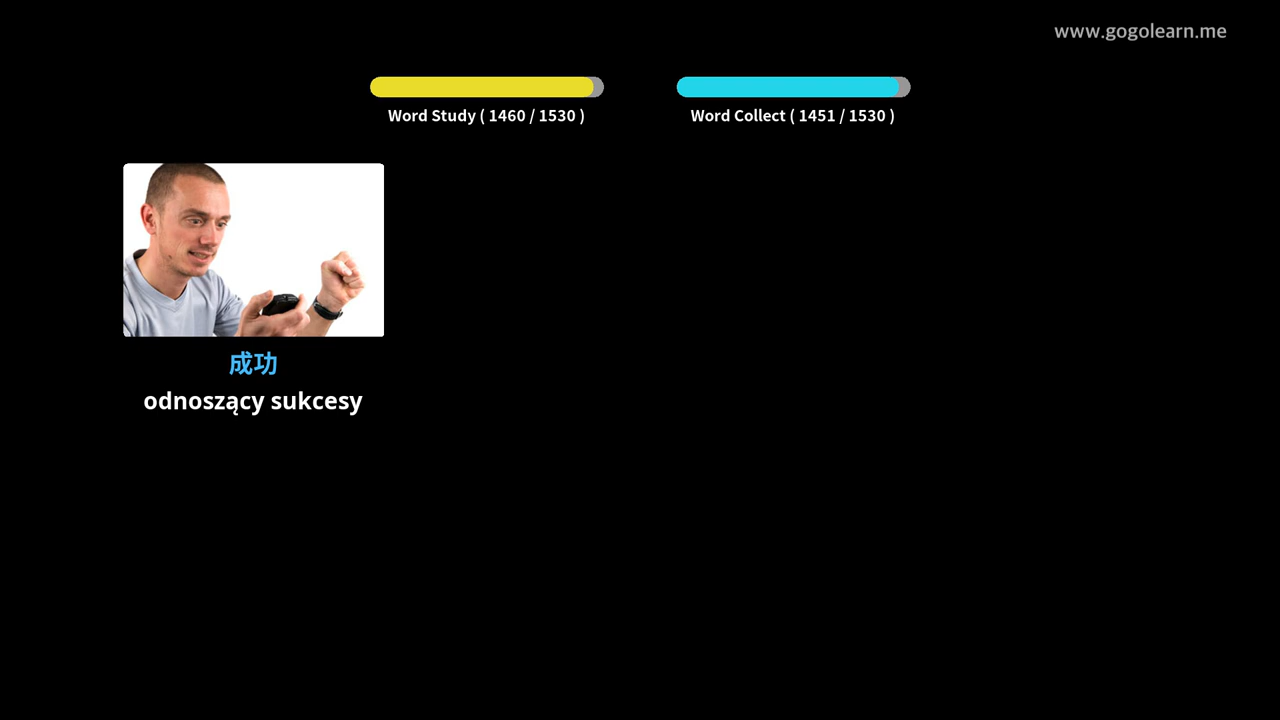 www.gogolearn.me
Word Study ( 1460 / 1530 )
Word Collect ( 1451 / 1530 )
成功
odnoszący sukcesy